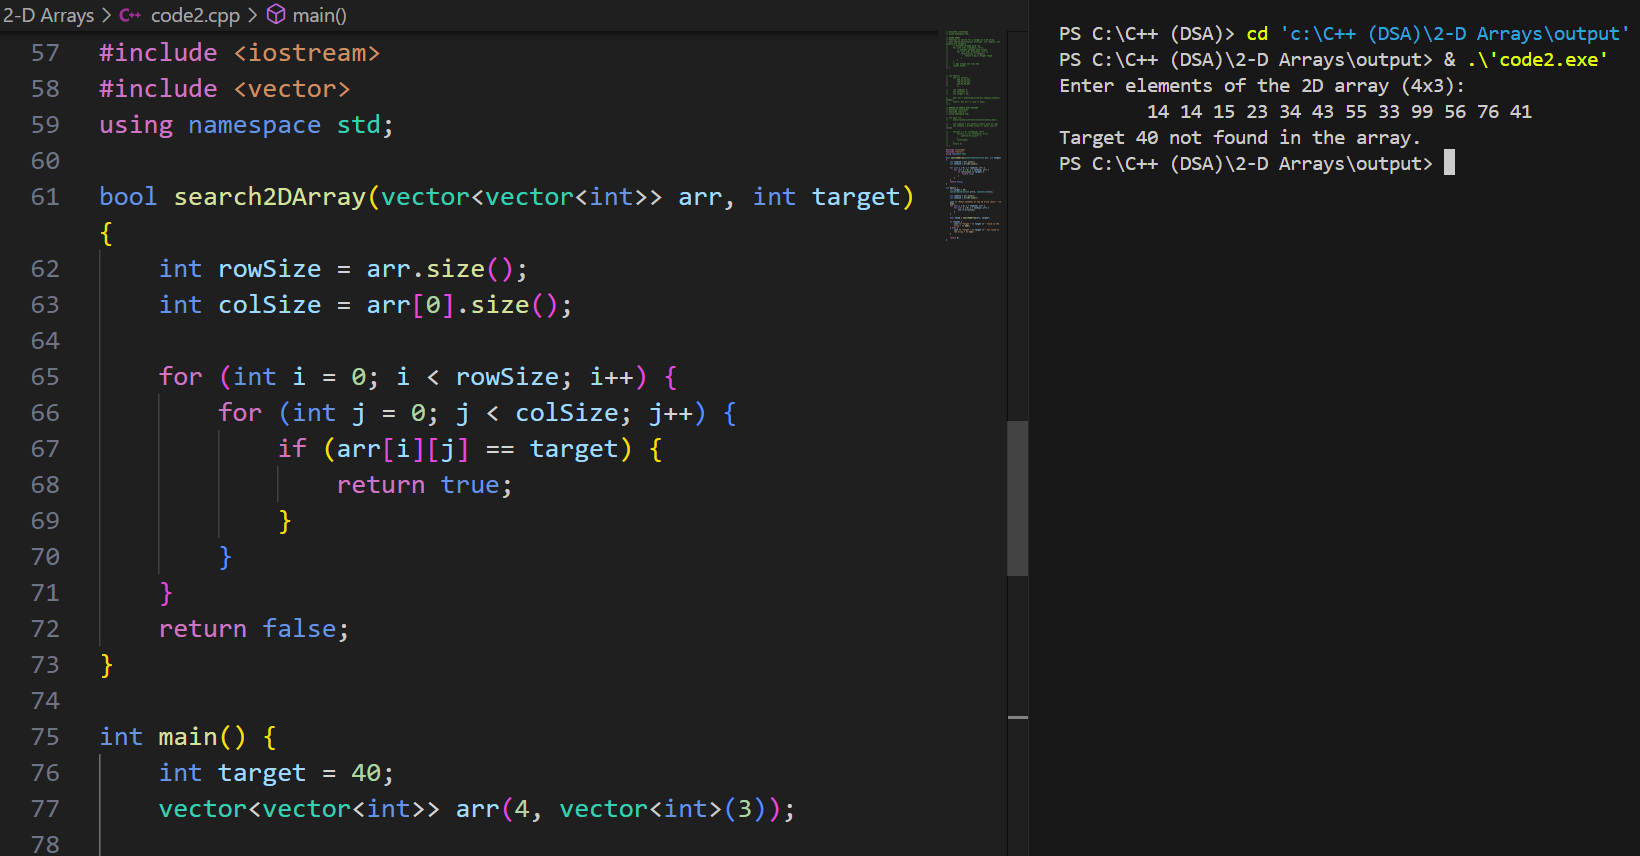 2-D Arrays > C++ code2.cpp > main()
57 #include <iostream>
58 #include <vector>
59 using namespace std;
60
61 bool search2DArray(vector<vector<int>> arr, int target)
{
62     int rowSize = arr.size();
63     int colSize = arr[0].size();
64
65     for (int i = 0; i < rowSize; i++) {
66         for (int j = 0; j < colSize; j++) {
67             if (arr[i][j] == target) {
68                 return true;
69             }
70         }
71     }
72     return false;
73 }
74
75 int main() {
76     int target = 40;
77     vector<vector<int>> arr(4, vector<int>(3));
78
PS C:\C++ (DSA)> cd 'c:\C++ (DSA)\2-D Arrays\output'
PS C:\C++ (DSA)\2-D Arrays\output> & .\'code2.exe'
Enter elements of the 2D array (4x3):
14 14 15 23 34 43 55 33 99 56 76 41
Target 40 not found in the array.
PS C:\C++ (DSA)\2-D Arrays\output>